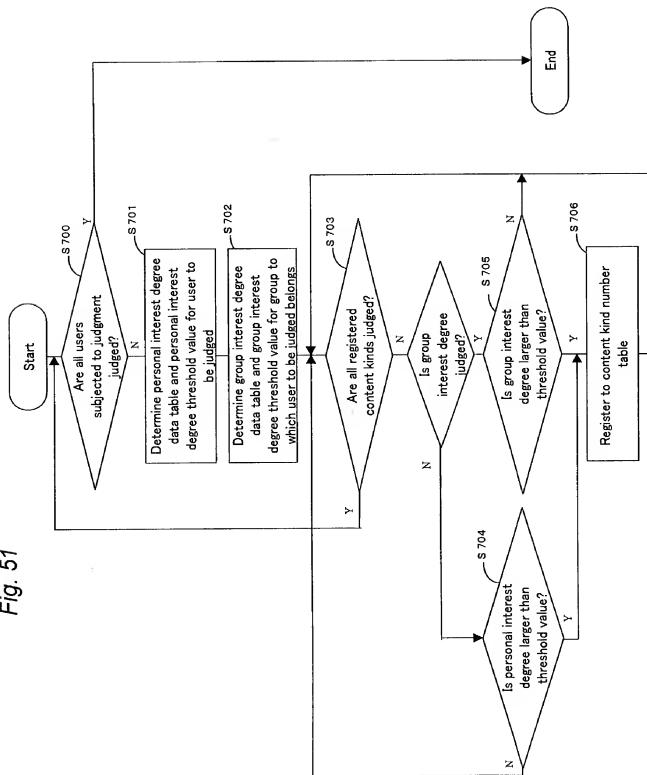 Fig. 51
Start
S 700
Are all users
subjected to judgment
judged?
Y
N
S 701
Determine personal interest degree
data table and personal interest
degree threshold value for user to
be judged
S 702
Determine group interest degree
data table and group interest
degree threshold value for group to
which user to be judged belongs
S 703
Are all registered
content kinds judged?
Y
N
Is group
interest degree
judged?
N
Y
S 704
Is personal interest
degree larger than
threshold value?
N
Y
S 705
Is group interest
degree larger than
threshold value?
N
Y
S 706
Register to content kind number
table
End